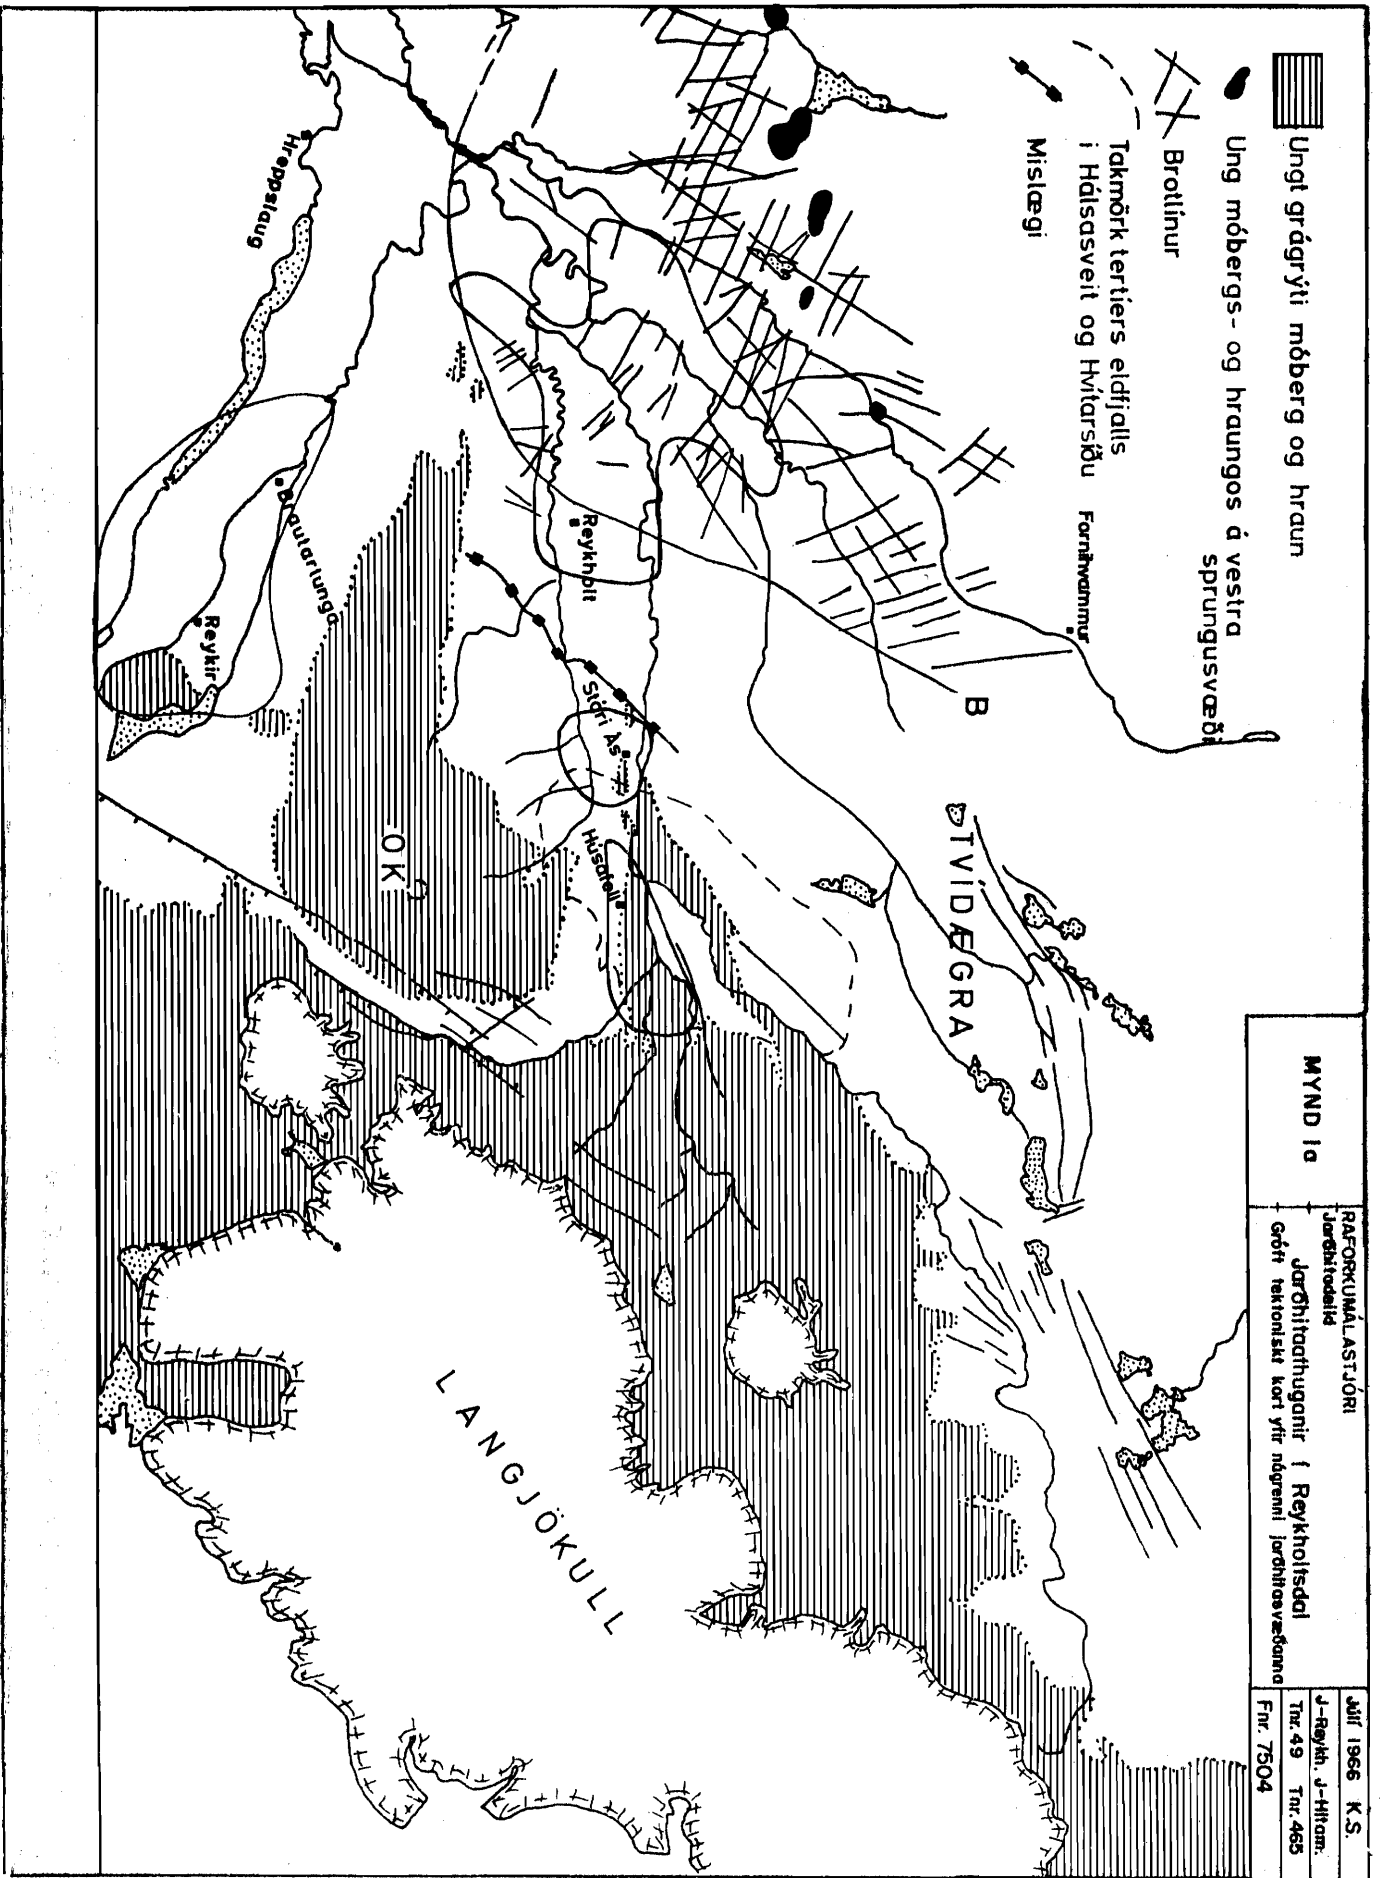 Ungt grágrýti móberg og hraun
Ung móbergs- og hraungos á vestra
sprungusvæði
Brotlínur
Takmörk tertíers eldfjalls
í Hálsasveit og Hvítarsíðu
Mislægi
Fornihvammur
A
B
TVÍDÆGRA
Hreppslaug
Brautartunga
Reykir
Reykholt
Stóri Ás
Húsafell
OK
LANGJÖKULL
MYND 1a
RAFORKUMÁLASTJÓRI
Jarðhitadeild
Jarðhitaathuganir í Reykholtsdal
Gróft tektoniskt kort yfir nágrenni jarðhitasvæðanna
Júlí 1966 K.S.
J-Reykh. J-Hitam.
Tnr. 49 Tnr. 465
Fnr. 7504